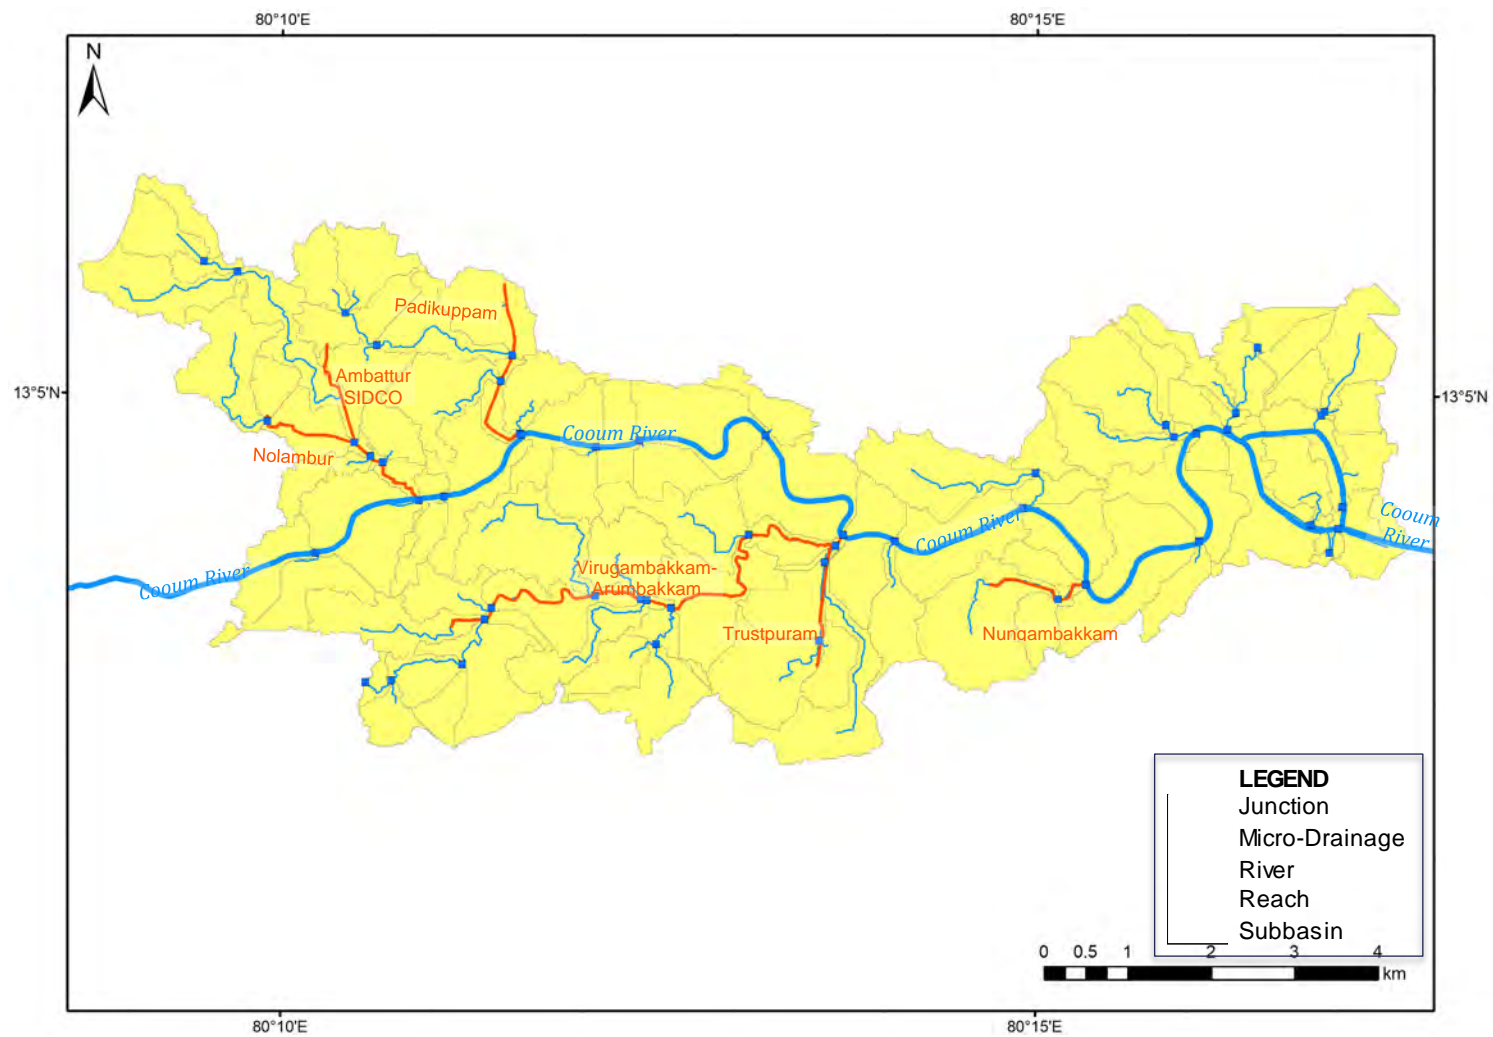 80°10'E
80°15'E
N
Padikuppam
13°5'N
13°5'N
Ambattur
SIDCO
Cooum River
Nolambur
Cooum
River
Cooum River
Cooum River
Virugambakkam-
Arumbakkam
Trustpuram
Nungambakkam
LEGEND
Junction
Micro-Drainage
River
Reach
Subbasin
0 0.5 1 2 3 4
km
80°10'E
80°15'E